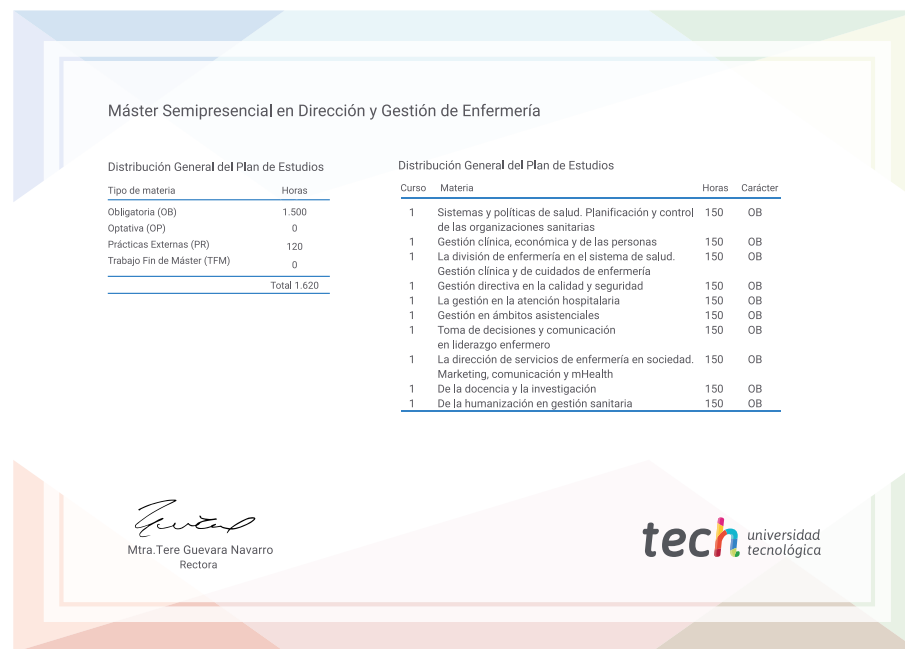 Máster Semipresencial en Dirección y Gestión de Enfermería
Distribución General del Plan de Estudios
Tipo de materia Horas
Obligatoria (OB) 1.500
Optativa (OP) 0
Prácticas Externas (PR) 120
Trabajo Fin de Máster (TFM) 0
Total 1.620
Distribución General del Plan de Estudios
Curso Materia Horas Carácter
1 Sistemas y políticas de salud. Planificación y control 150 OB
de las organizaciones sanitarias
1 Gestión clínica, económica y de las personas 150 OB
1 La división de enfermería en el sistema de salud. 150 OB
Gestión clínica y de cuidados de enfermería
1 Gestión directiva en la calidad y seguridad 150 OB
1 La gestión en la atención hospitalaria 150 OB
1 Gestión en ámbitos asistenciales 150 OB
1 Toma de decisiones y comunicación 150 OB
en liderazgo enfermero
1 La dirección de servicios de enfermería en sociedad. 150 OB
Marketing, comunicación y mHealth
1 De la docencia y la investigación 150 OB
1 De la humanización en gestión sanitaria 150 OB
Mtra.Tere Guevara Navarro
Rectora
tech universidad
tecnológica